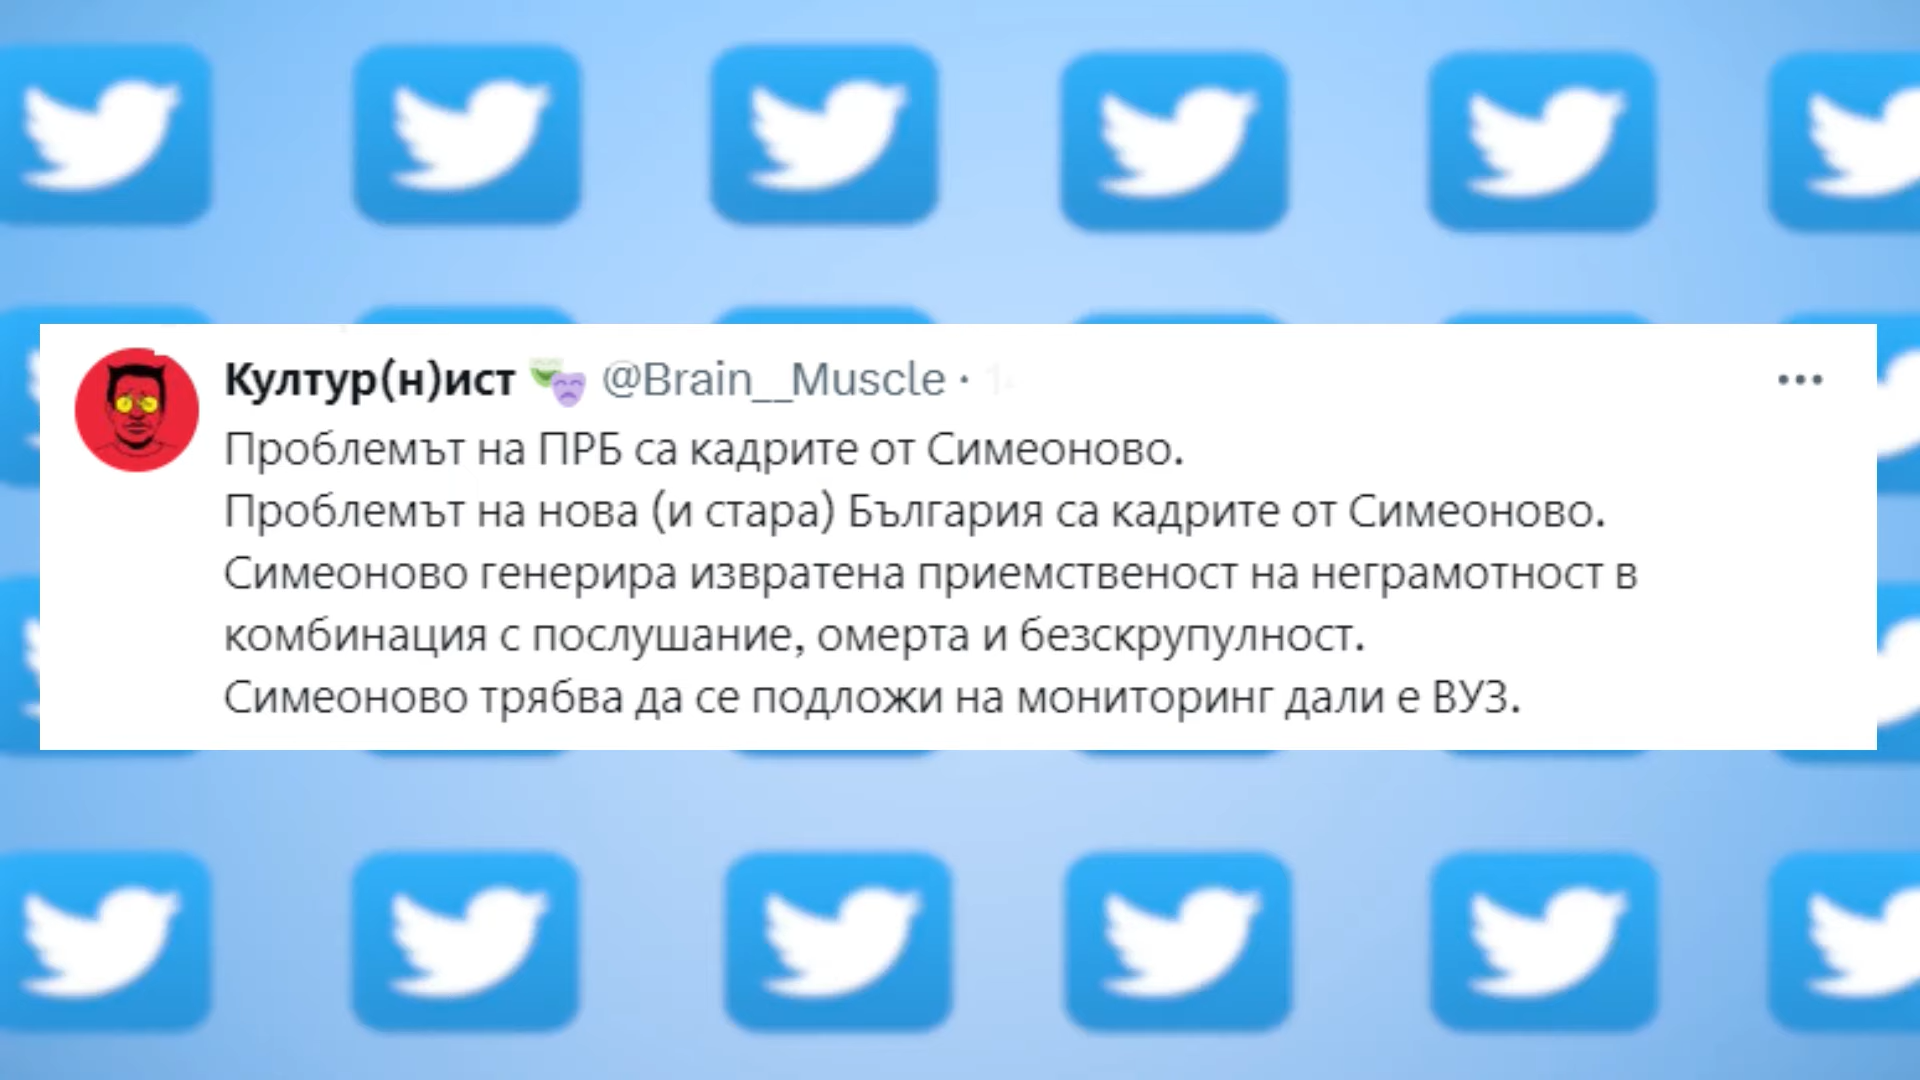 Култур(н)ист @Brain__Muscle ·
Проблемът на ПРБ са кадрите от Симеоново.
Проблемът на нова (и стара) България са кадрите от Симеоново.
Симеоново генерира извратена приемственост на неграмотност в
комбинация с послушание, омерта и безскрупулност.
Симеоново трябва да се подложи на мониторинг дали е ВУЗ.